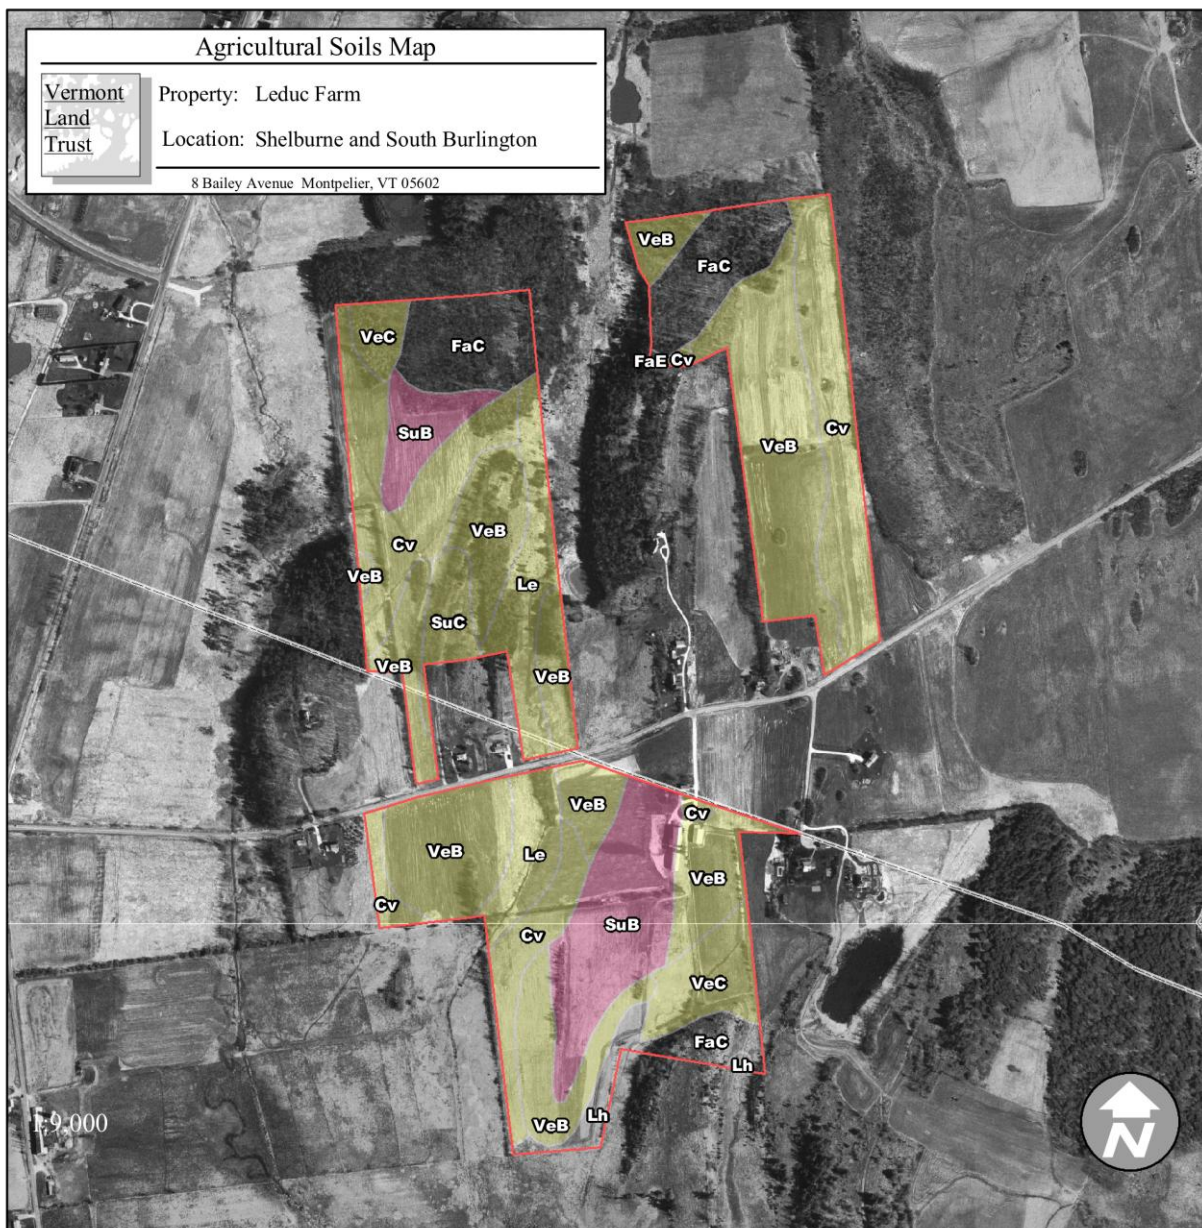 Agricultural Soils Map
Vermont
Land
Trust
Property: Leduc Farm
Location: Shelburne and South Burlington
8 Bailey Avenue Montpelier, VT 05602
VeB
FaC
VeC
FaC
FaE
Cv
SuB
Cv
VeB
VeB
Cv
VeB
Le
SuC
VeB
VeB
VeB
Cv
VeB
Le
VeB
Cv
SuB
Cv
VeC
FaC
Lh
Lh
VeB
1:9,000
N